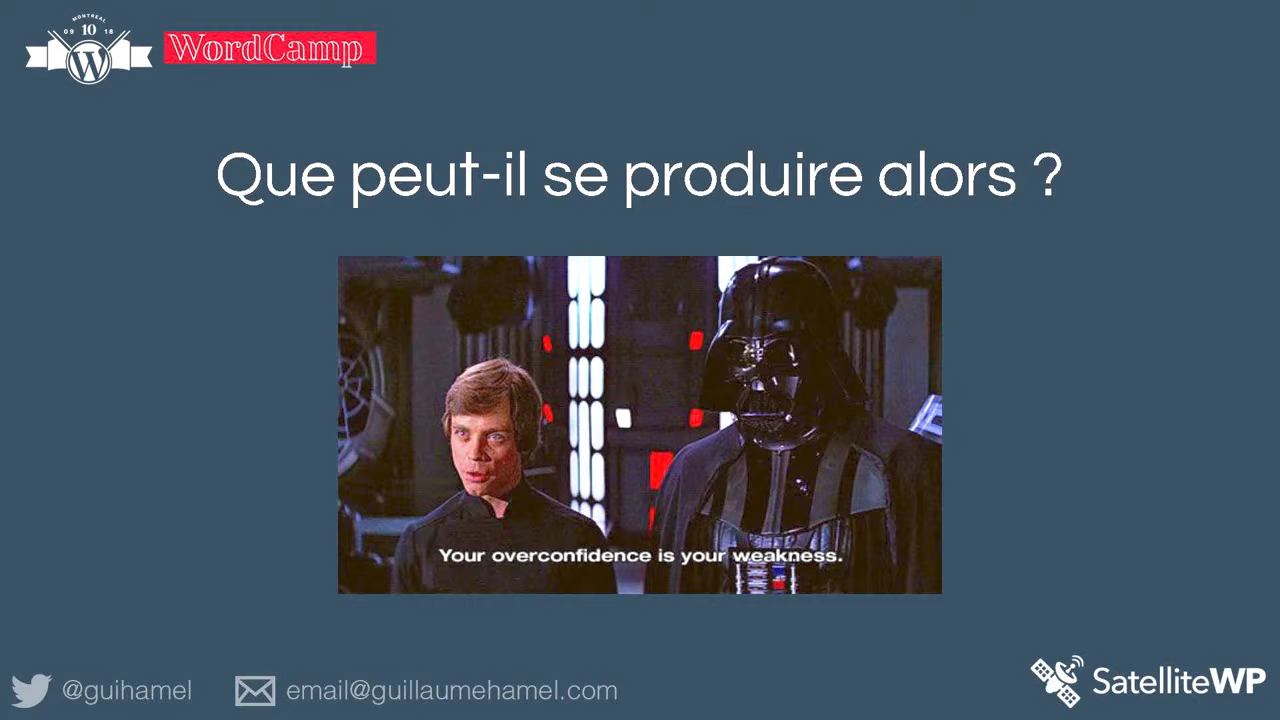 MONTREAL
09 10 18
W
WordCamp
Que peut-il se produire alors ?
Your overconfidence is your weakness.
@guihamel
email@guillaumehamel.com
SatelliteWP